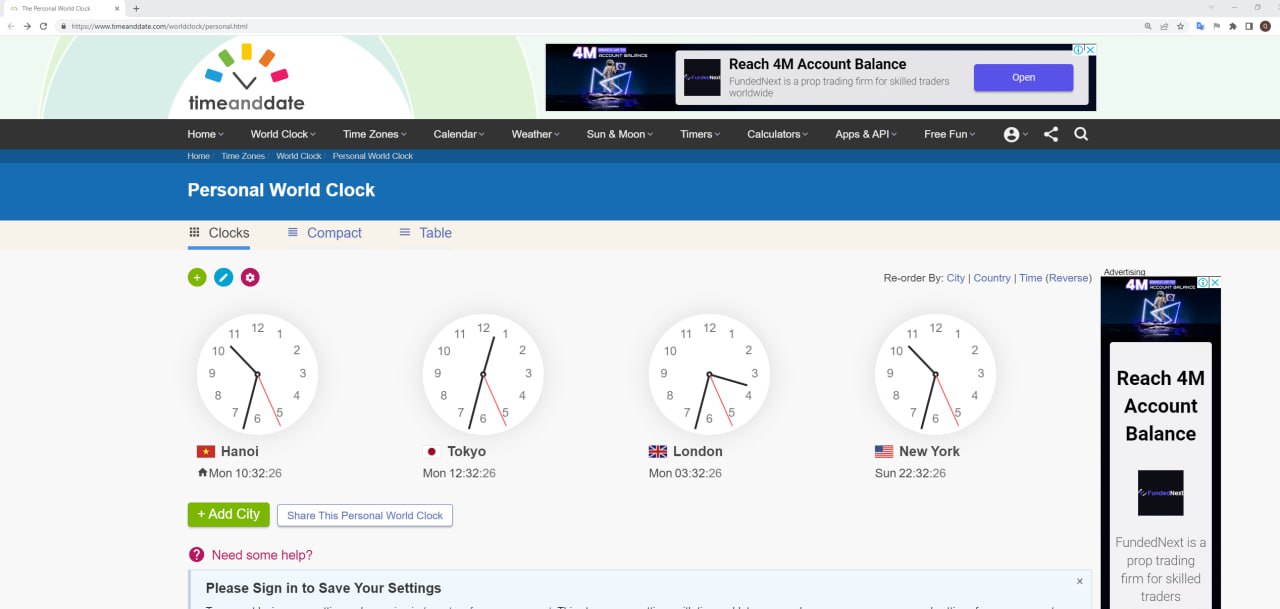 The Personal World Clock
https://www.timeanddate.com/worldclock/personal.html
timeanddate
4M
ACCOUNT BALANCE
FundedNext
Reach 4M Account Balance
FundedNext is a prop trading firm for skilled traders
worldwide
Open
Home World Clock Time Zones Calendar Weather Sun & Moon Timers Calculators Apps & API Free Fun
Home / Time Zones / World Clock / Personal World Clock
Personal World Clock
Clocks Compact Table
Re-order By: City | Country | Time (Reverse)
Advertising
4M
ACCOUNT BALANCE
12 1 2 3 4 5 6 7 8 9 10 11
12 1 2 3 4 5 6 7 8 9 10 11
12 1 2 3 4 5 6 7 8 9 10 11
12 1 2 3 4 5 6 7 8 9 10 11
Hanoi
Mon 10:32:26
Tokyo
Mon 12:32:26
London
Mon 03:32:26
New York
Sun 22:32:26
+ Add City
Share This Personal World Clock
? Need some help?
Please Sign in to Save Your Settings
Reach 4M
Account
Balance
FundedNext
FundedNext is a
prop trading
firm for skilled
traders